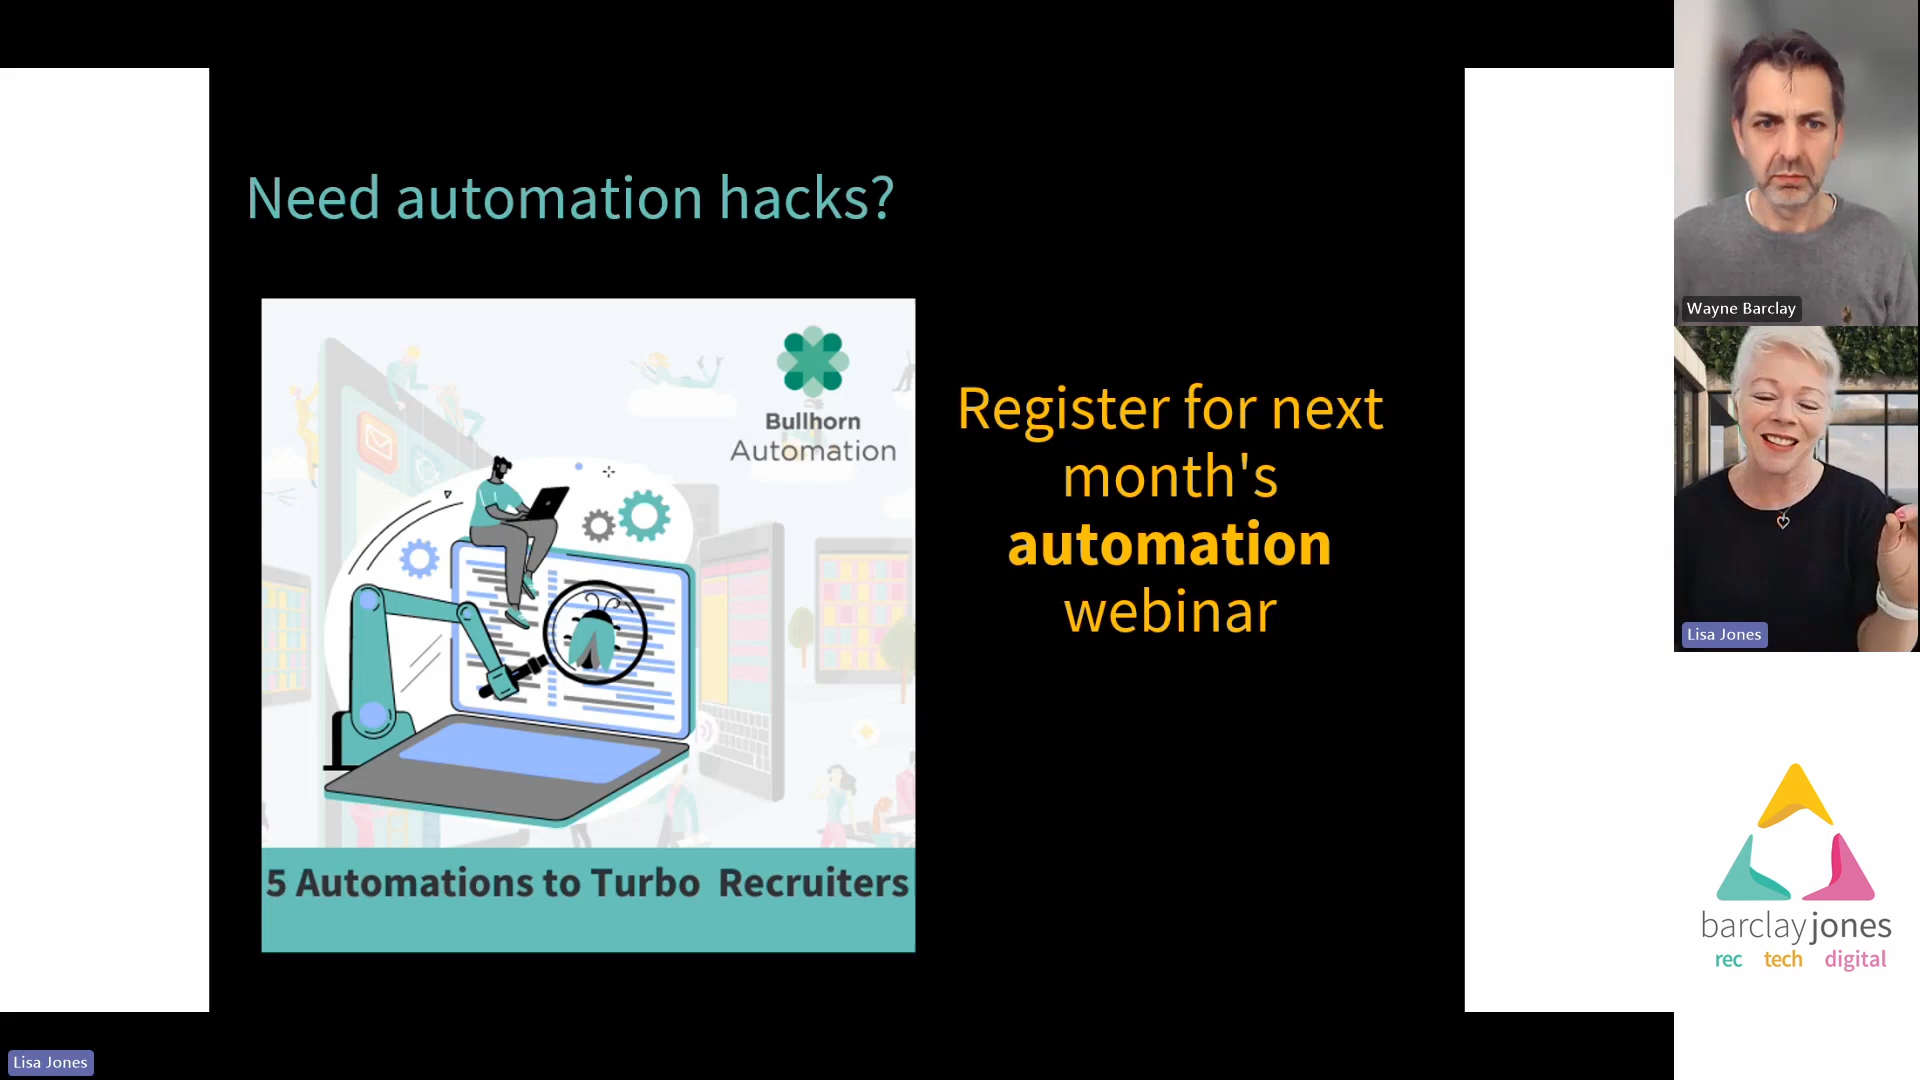 Need automation hacks?
Bullhorn
Automation
5 Automations to Turbo  Recruiters
Register for next
month's
automation
webinar
Wayne Barclay
Lisa Jones
barclayjones
rec tech digital
Lisa Jones